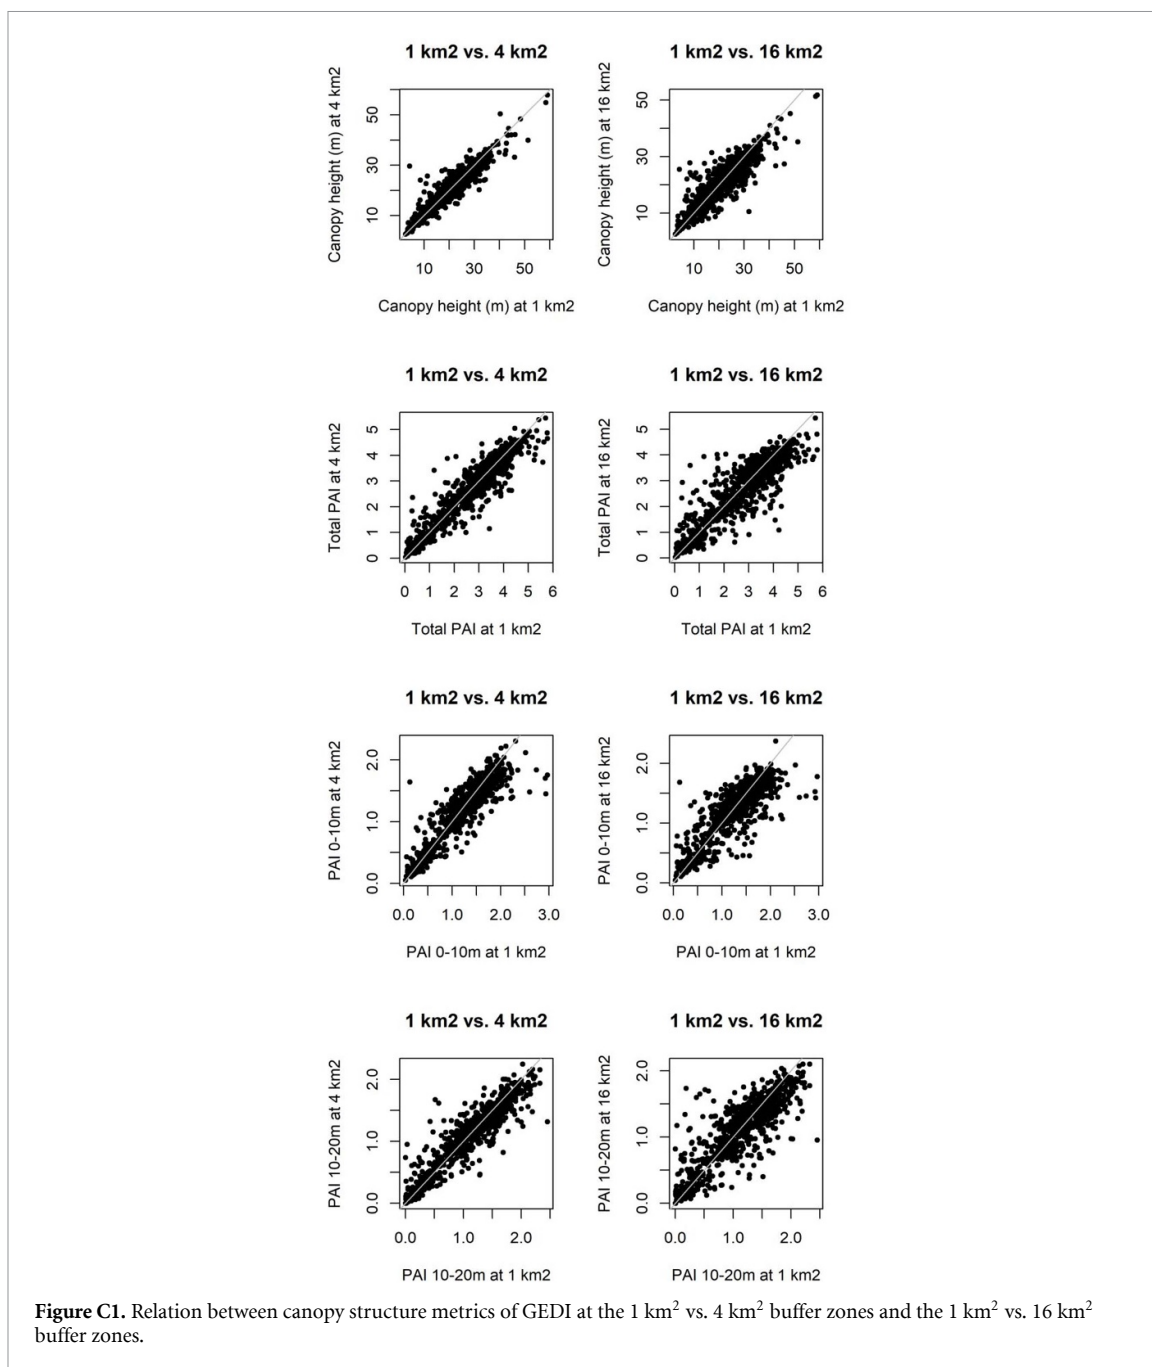 1 km2 vs. 4 km2
1 km2 vs. 16 km2
Canopy height (m) at 4 km2
50
30
10
10 30 50
Canopy height (m) at 1 km2
Canopy height (m) at 16 km2
50
30
10
10 30 50
Canopy height (m) at 1 km2
1 km2 vs. 4 km2
1 km2 vs. 16 km2
Total PAI at 4 km2
5
4
3
2
1
0
0 1 2 3 4 5 6
Total PAI at 1 km2
Total PAI at 16 km2
5
4
3
2
1
0
0 1 2 3 4 5 6
Total PAI at 1 km2
1 km2 vs. 4 km2
1 km2 vs. 16 km2
PAI 0-10m at 4 km2
2.0
1.0
0.0
0.0 1.0 2.0 3.0
PAI 0-10m at 1 km2
PAI 0-10m at 16 km2
2.0
1.0
0.0
0.0 1.0 2.0 3.0
PAI 0-10m at 1 km2
1 km2 vs. 4 km2
1 km2 vs. 16 km2
PAI 10-20m at 4 km2
2.0
1.0
0.0
0.0 1.0 2.0
PAI 10-20m at 1 km2
PAI 10-20m at 16 km2
2.0
1.0
0.0
0.0 1.0 2.0
PAI 10-20m at 1 km2
Figure C1. Relation between canopy structure metrics of GEDI at the 1 km² vs. 4 km² buffer zones and the 1 km² vs. 16 km²
buffer zones.